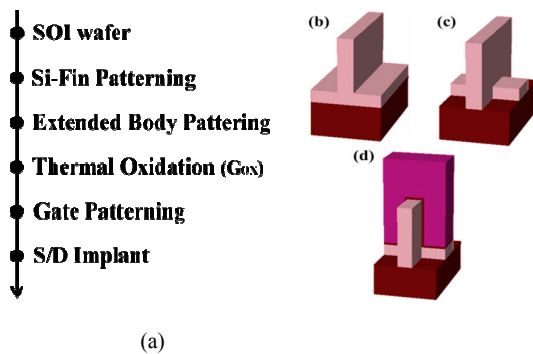 SOI wafer
Si-Fin Patterning
Extended Body Pattering
Thermal Oxidation (Gox)
Gate Patterning
S/D Implant
(a)
(b)
(c)
(d)